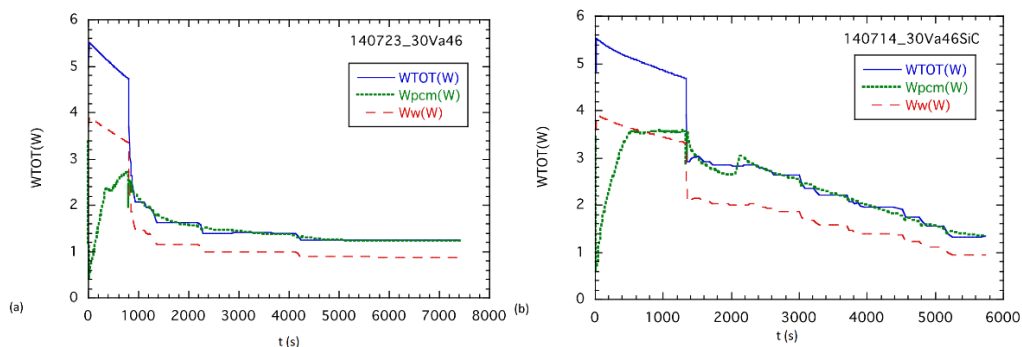 6
5
4
3
2
1
0
WTOT(W)
140723_30Va46
WTOT(W)
Wpcm(W)
Ww(W)
0 1000 2000 3000 4000 5000 6000 7000 8000
t (s)
(a)
6
5
4
3
2
1
0
WTOT(W)
140714_30Va46SiC
WTOT(W)
Wpcm(W)
Ww(W)
0 1000 2000 3000 4000 5000 6000
t (s)
(b)